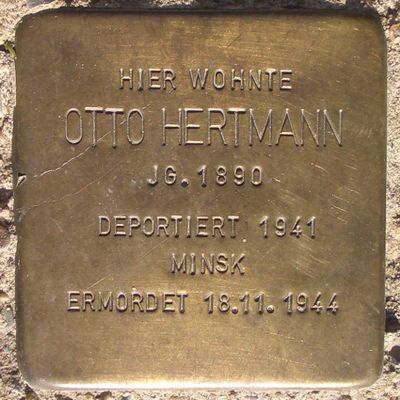 HIER WOHNTE
OTTO HERTMANN
JG. 1890
DEPORTIERT 1941
MINSK
ERMORDET 18.11.1944